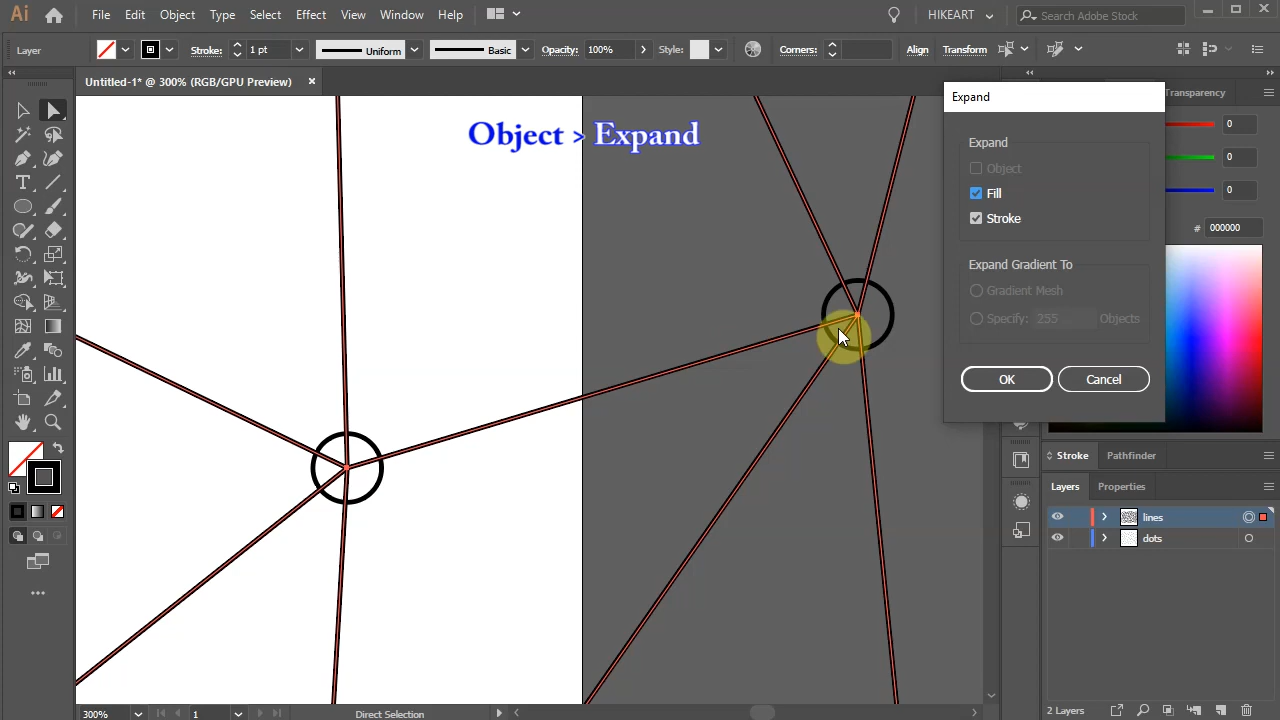 Ai File Edit Object Type Select Effect View Window Help HIKEART Search Adobe Stock
Layer Stroke: 1 pt Uniform Basic Opacity: 100% Style: Corners: Align Transform
Untitled-1* @ 300% (RGB/GPU Preview) ×
Expand
Transparency
Object > Expand
0
Expand
0
Object
Fill
0
Stroke
# 000000
Expand Gradient To
Gradient Mesh
Specify: 255 Objects
OK Cancel
Stroke Pathfinder
Layers Properties
lines
dots
2 Layers
300% 1 Direct Selection